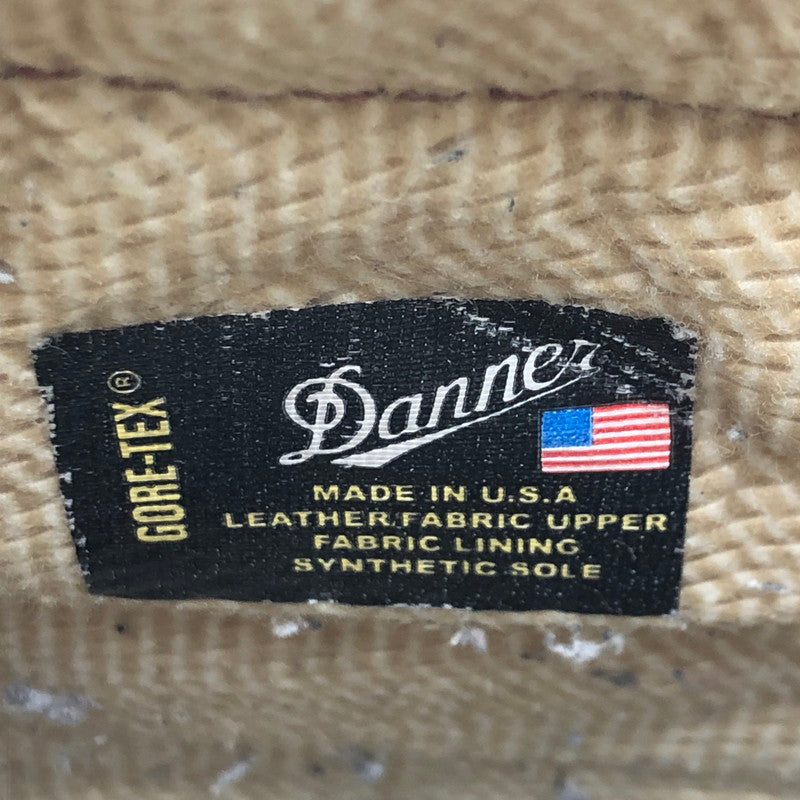 GORE-TEX®
Danner
MADE IN U.S.A
LEATHER/FABRIC UPPER
FABRIC LINING
SYNTHETIC SOLE